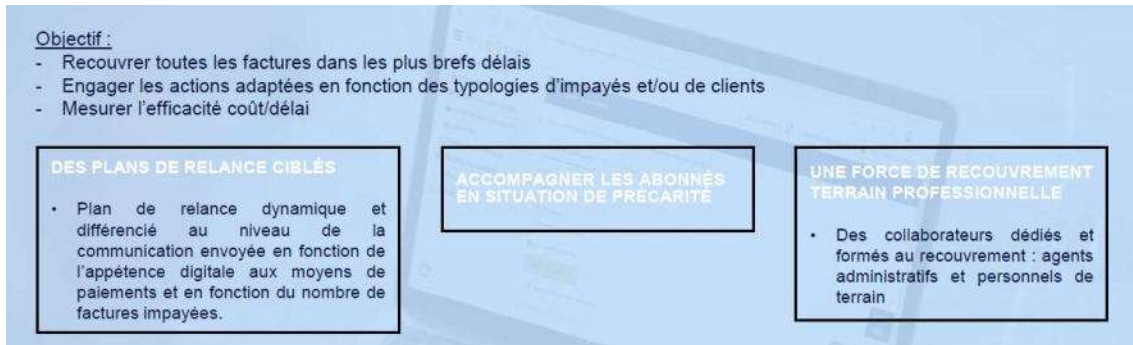 Objectif :
- Recouvrer toutes les factures dans les plus brefs délais
- Engager les actions adaptées en fonction des typologies d'impayés et/ou de clients
- Mesurer l'efficacité coût/délai
DES PLANS DE RELANCE CIBLÉS
• Plan de relance dynamique et
différencié au niveau de la
communication envoyée en fonction de
l'appétence digitale aux moyens de
paiements et en fonction du nombre de
factures impayées.
ACCOMPAGNER LES ABONNÉS
EN SITUATION DE PRÉCARITÉ
UNE FORCE DE RECOUVREMENT
TERRAIN PROFESSIONNELLE
• Des collaborateurs dédiés et
formés au recouvrement : agents
administratifs et personnels de
terrain